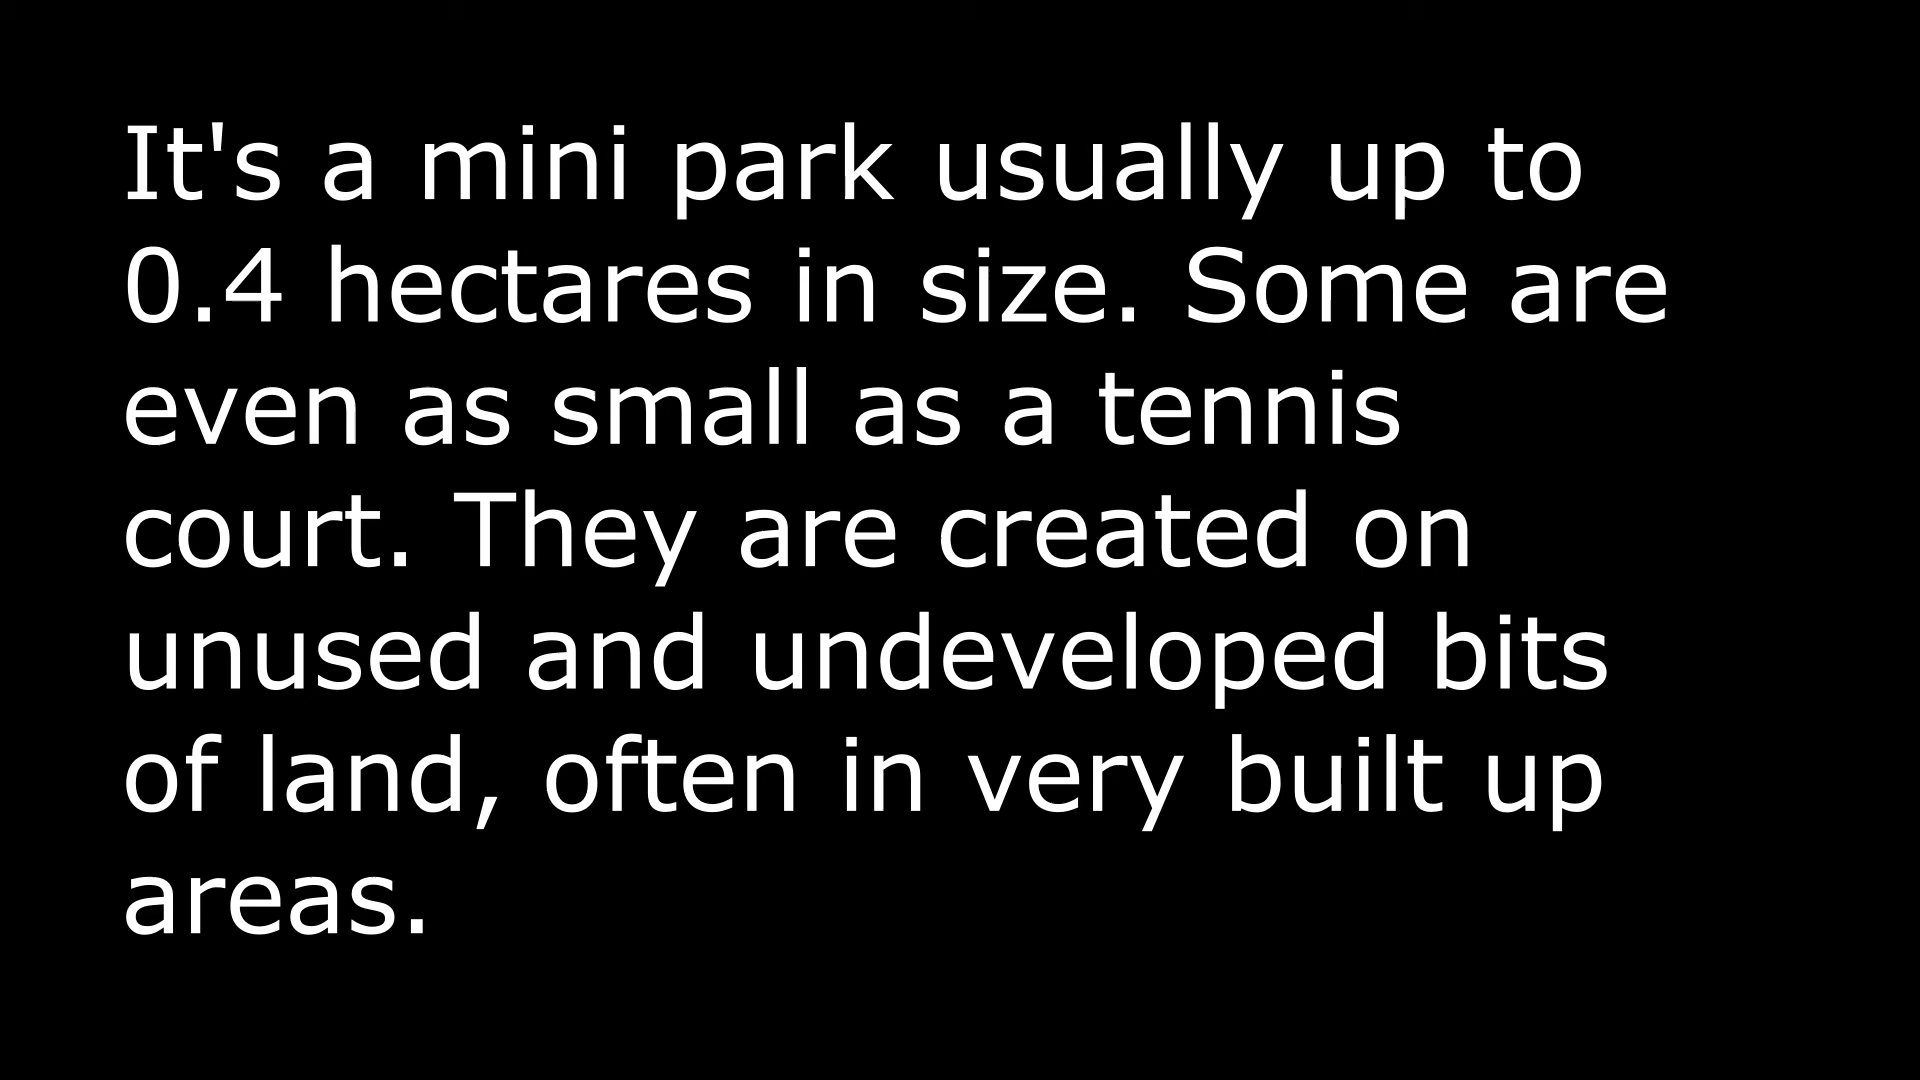 It's a mini park usually up to
0.4 hectares in size. Some are
even as small as a tennis
court. They are created on
unused and undeveloped bits
of land, often in very built up
areas.